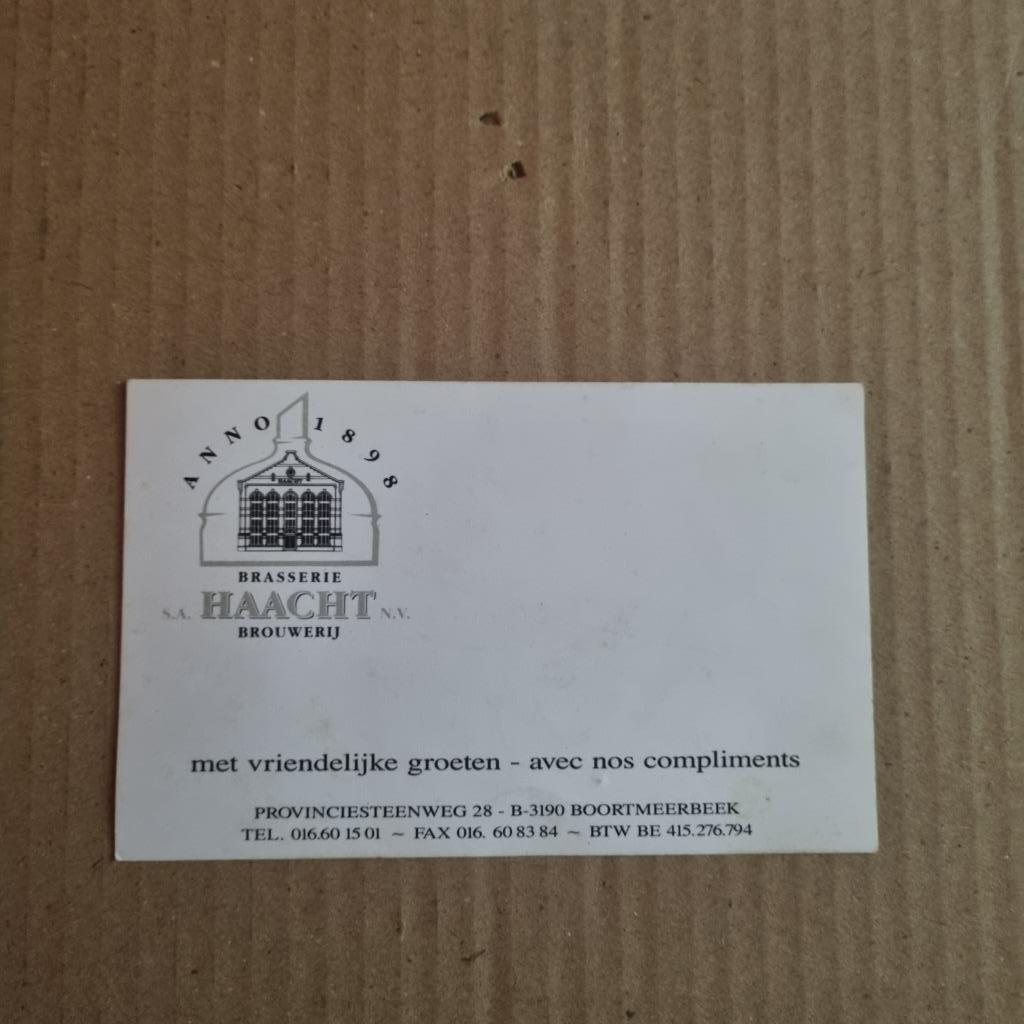 ANNO 1898
HAACHT
BRASSERIE
S.A. HAACHT N.V.
BROUWERIJ
met vriendelijke groeten - avec nos compliments
PROVINCIESTEENWEG 28 - B-3190 BOORTMEERBEEK
TEL. 016.60 15 01 ~ FAX 016. 60 83 84 ~ BTW BE 415.276.794